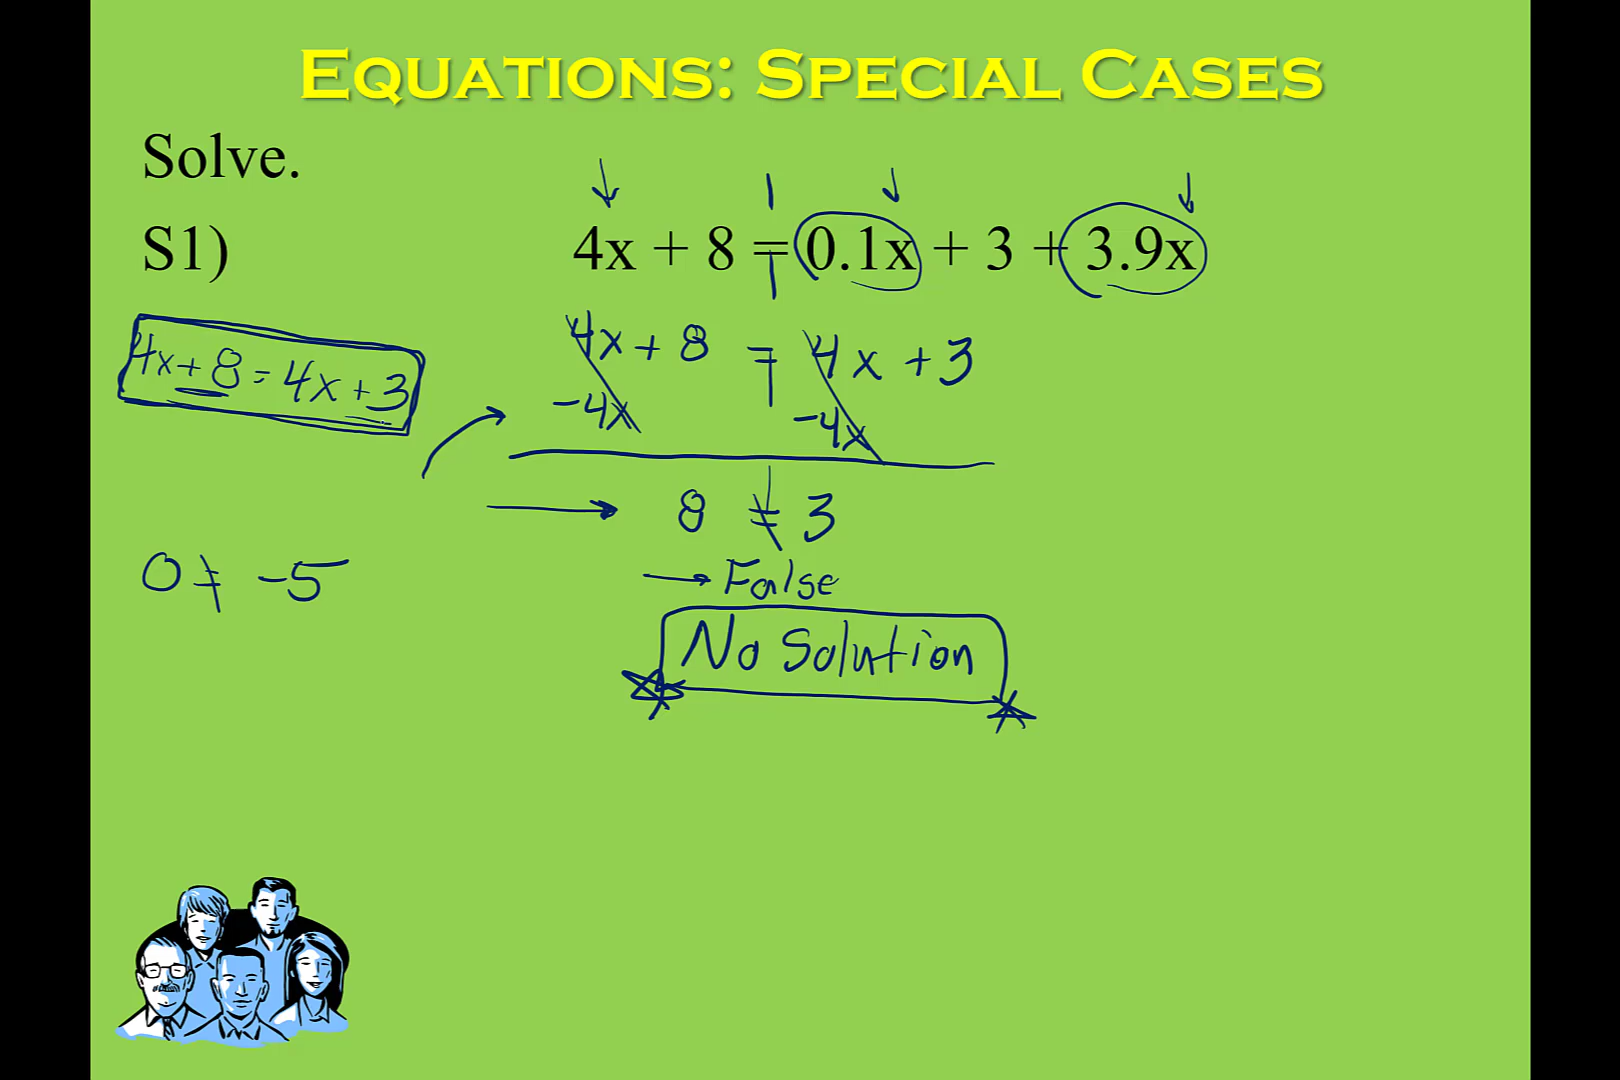 EQUATIONS: SPECIAL CASES
Solve.
S1) 4x + 8 = 0.1x + 3 + 3.9x
4x + 8 = 4x + 3
4x + 8 = 4x + 3
-4x -4x
8 ≠ 3
0 ≠ -5
→ False
No Solution